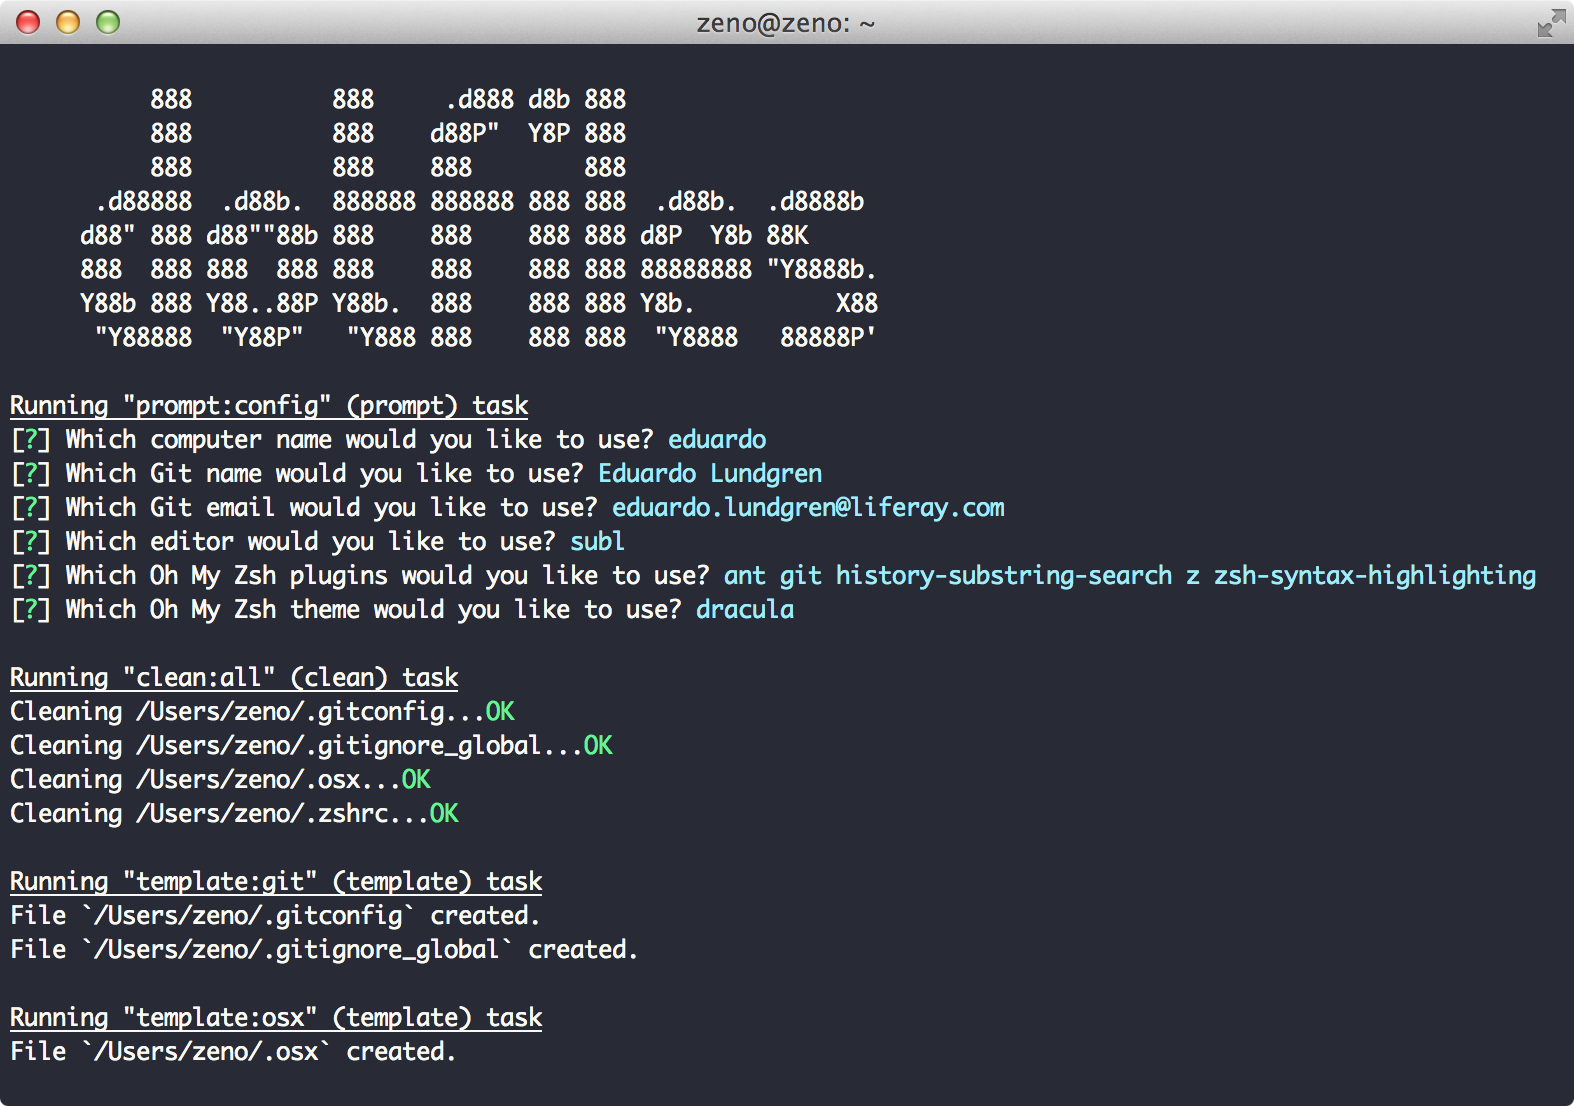 zeno@zeno: ~
          888          888     .d888 d8b 888
          888          888    d88P"  Y8P 888
          888          888    888        888
      .d88888  .d88b.  888888 888888 888 888  .d88b.  .d8888b
     d88" 888 d88""88b 888    888    888 888 d8P  Y8b 88K
     888  888 888  888 888    888    888 888 88888888 "Y8888b.
     Y88b 888 Y88..88P Y88b.  888    888 888 Y8b.          X88
      "Y88888  "Y88P"   "Y888 888    888 888  "Y8888   88888P'
Running "prompt:config" (prompt) task
[?] Which computer name would you like to use? eduardo
[?] Which Git name would you like to use? Eduardo Lundgren
[?] Which Git email would you like to use? eduardo.lundgren@liferay.com
[?] Which editor would you like to use? subl
[?] Which Oh My Zsh plugins would you like to use? ant git history-substring-search z zsh-syntax-highlighting
[?] Which Oh My Zsh theme would you like to use? dracula
Running "clean:all" (clean) task
Cleaning /Users/zeno/.gitconfig...OK
Cleaning /Users/zeno/.gitignore_global...OK
Cleaning /Users/zeno/.osx...OK
Cleaning /Users/zeno/.zshrc...OK
Running "template:git" (template) task
File `/Users/zeno/.gitconfig` created.
File `/Users/zeno/.gitignore_global` created.
Running "template:osx" (template) task
File `/Users/zeno/.osx` created.